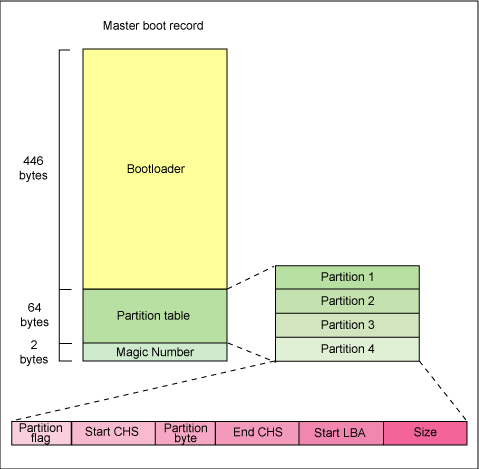 Master boot record
446
bytes
Bootloader
64
bytes
Partition table
2
bytes
Magic Number
Partition 1
Partition 2
Partition 3
Partition 4
Partition
flag
Start CHS
Partition
byte
End CHS
Start LBA
Size